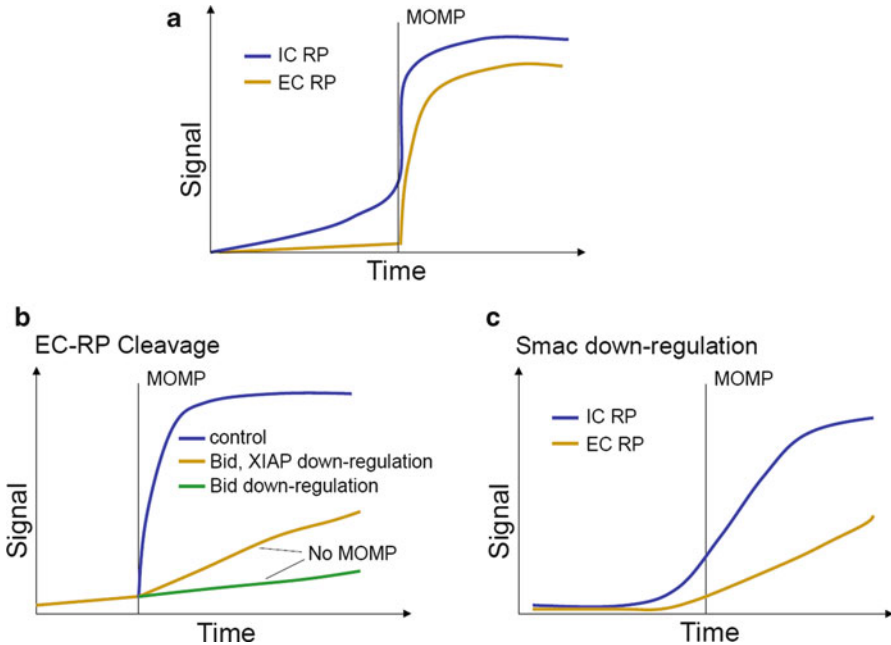 a
MOMP
IC RP
EC RP
Signal
Time
b
EC-RP Cleavage
MOMP
control
Bid, XIAP down-regulation
Bid down-regulation
No MOMP
Signal
Time
c
Smac down-regulation
MOMP
IC RP
EC RP
Signal
Time